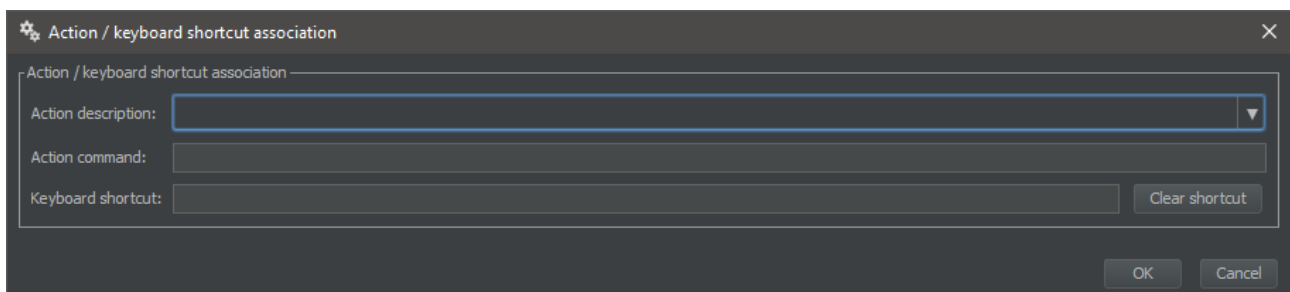 Action / keyboard shortcut association
Action / keyboard shortcut association
Action description:
Action command:
Keyboard shortcut:
Clear shortcut
OK
Cancel